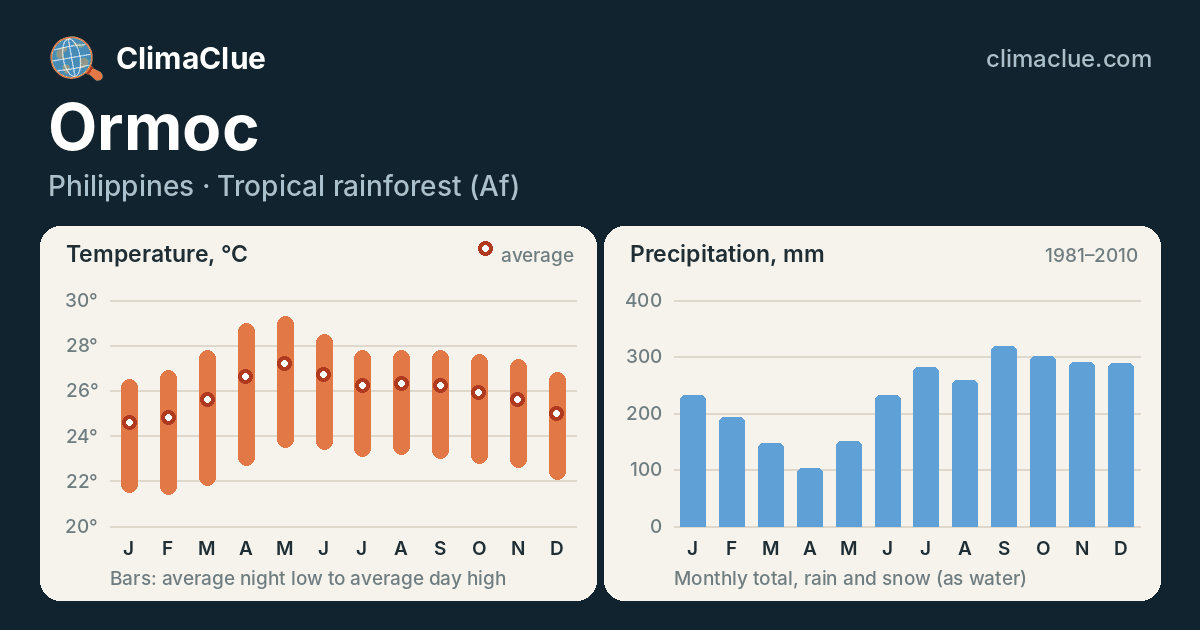 ClimaClue
climaclue.com
Ormoc
Philippines · Tropical rainforest (Af)
Temperature, °C
average
30°
28°
26°
24°
22°
20°
J F M A M J J A S O N D
Bars: average night low to average day high
Precipitation, mm
1981–2010
400
300
200
100
0
J F M A M J J A S O N D
Monthly total, rain and snow (as water)